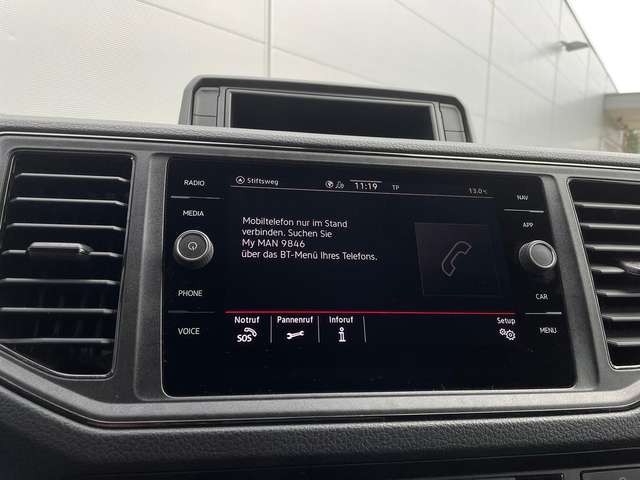 RADIO
Stiftsweg
11:19
TP
13.0°C
NAV
MEDIA
APP
Mobiltelefon nur im Stand
verbinden. Suchen Sie
My MAN 9846
über das BT-Menü Ihres Telefons.
PHONE
CAR
VOICE
MENU
Notruf
Pannenruf
Inforuf
Setup
SOS